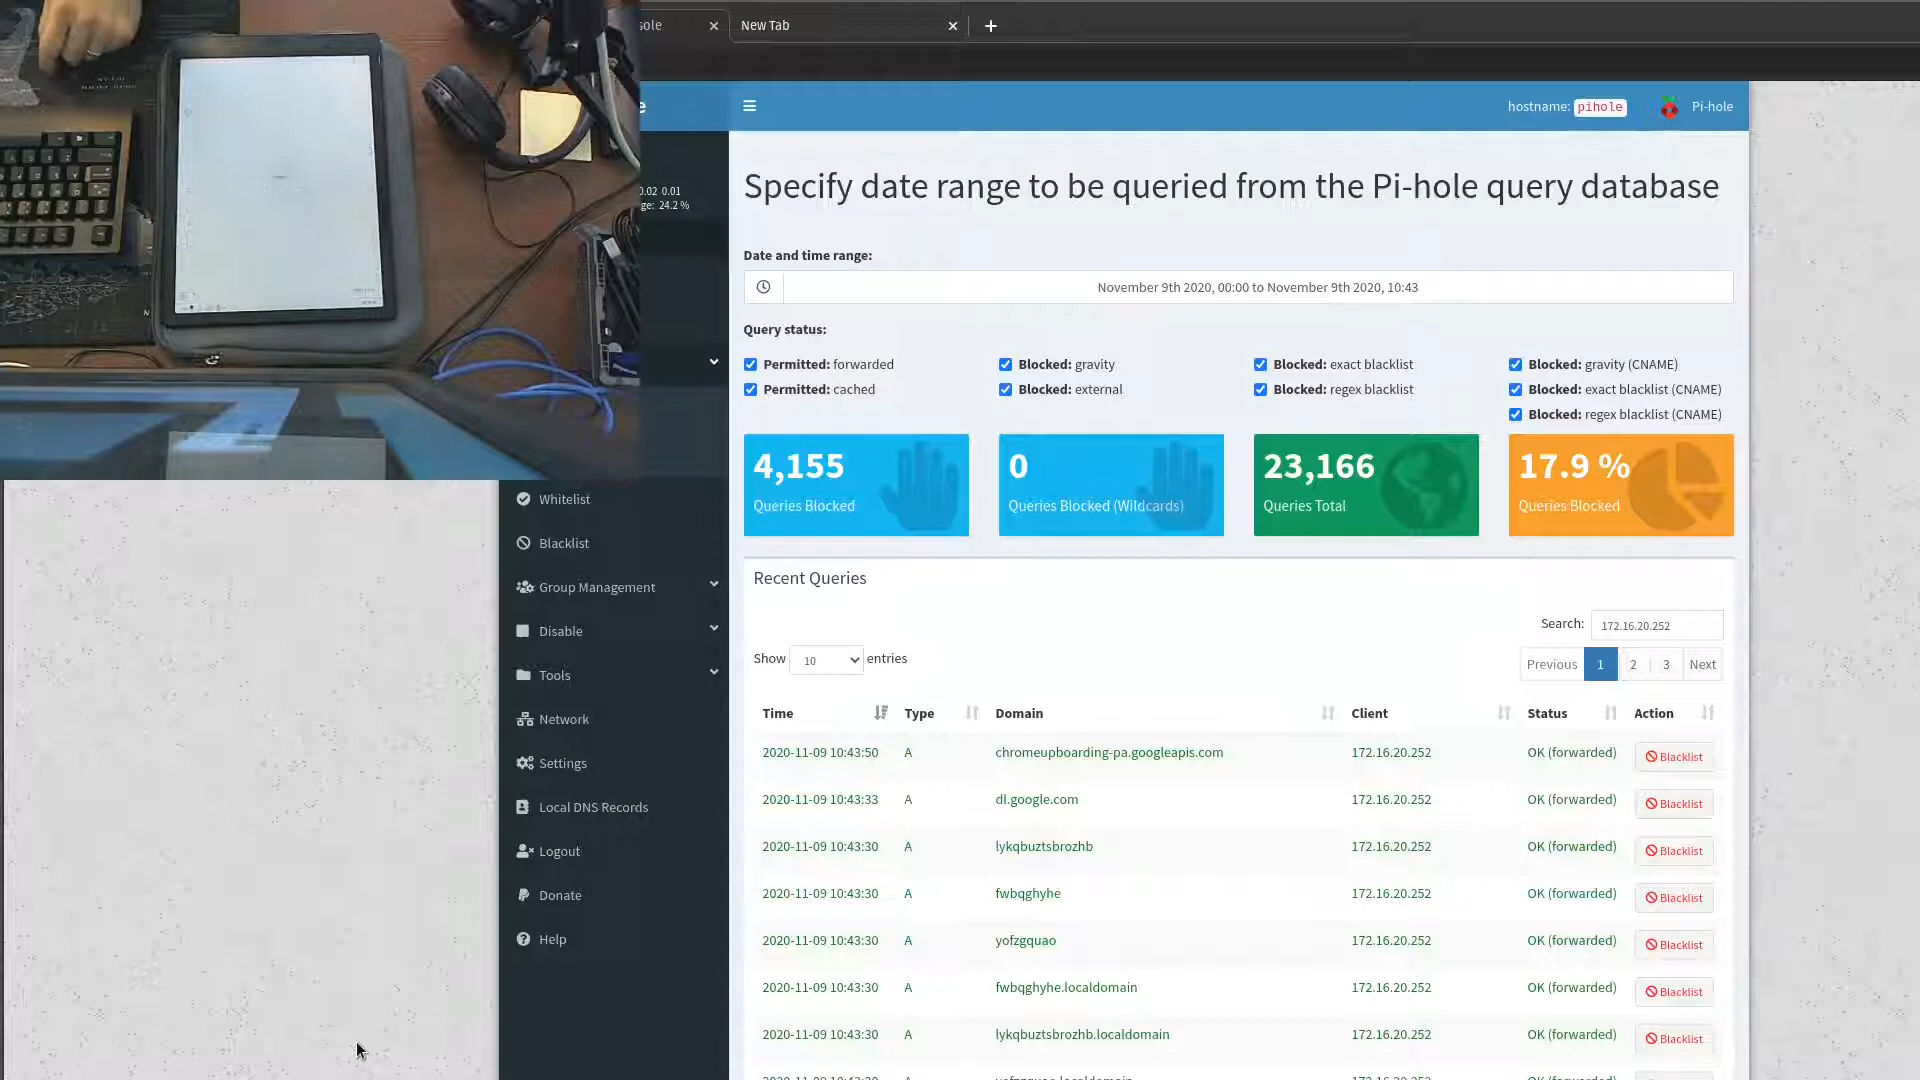 sole
New Tab
e
hostname: pihole
Pi-hole
0.02 0.01
ge: 24.2 %
Specify date range to be queried from the Pi-hole query database
Date and time range:
November 9th 2020, 00:00 to November 9th 2020, 10:43
Query status:
Permitted: forwarded
Blocked: gravity
Blocked: exact blacklist
Blocked: gravity (CNAME)
Permitted: cached
Blocked: external
Blocked: regex blacklist
Blocked: exact blacklist (CNAME)
Blocked: regex blacklist (CNAME)
4,155
Queries Blocked
0
Queries Blocked (Wildcards)
23,166
Queries Total
17.9 %
Queries Blocked
Whitelist
Blacklist
Group Management
Disable
Tools
Network
Settings
Local DNS Records
Logout
Donate
Help
Recent Queries
Search: 172.16.20.252
Show 10 entries
Previous 1 2 3 Next
Time Type Domain Client Status Action
2020-11-09 10:43:50 A chromeupboarding-pa.googleapis.com 172.16.20.252 OK (forwarded) Blacklist
2020-11-09 10:43:33 A dl.google.com 172.16.20.252 OK (forwarded) Blacklist
2020-11-09 10:43:30 A lykqbuztsbrozhb 172.16.20.252 OK (forwarded) Blacklist
2020-11-09 10:43:30 A fwbqghyhe 172.16.20.252 OK (forwarded) Blacklist
2020-11-09 10:43:30 A yofzgquao 172.16.20.252 OK (forwarded) Blacklist
2020-11-09 10:43:30 A fwbqghyhe.localdomain 172.16.20.252 OK (forwarded) Blacklist
2020-11-09 10:43:30 A lykqbuztsbrozhb.localdomain 172.16.20.252 OK (forwarded) Blacklist